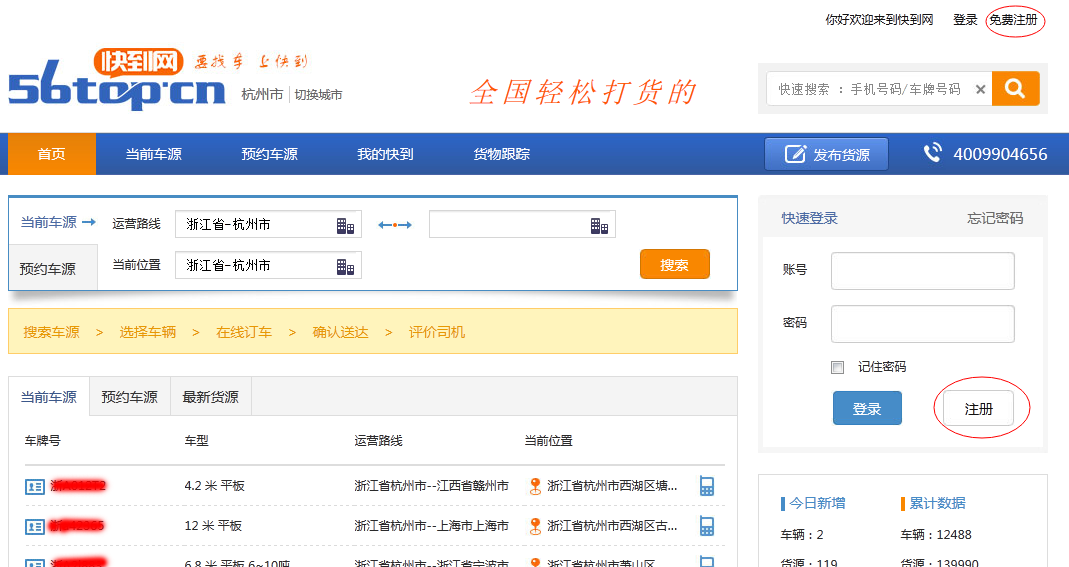 你好欢迎来到快到网 登录 免费注册
快到网 要找车 上快到
56top.cn 杭州市 切换城市
全国轻松打货的
快速搜索 : 手机号码/车牌号码 ×
首页 当前车源 预约车源 我的快到 货物跟踪 发布货源 4009904656
当前车源 运营路线 浙江省-杭州市
预约车源 当前位置 浙江省-杭州市 搜索
快速登录 忘记密码
账号
密码
记住密码
登录 注册
搜索车源 > 选择车辆 > 在线订车 > 确认送达 > 评价司机
当前车源 预约车源 最新货源
车牌号 车型 运营路线 当前位置
4.2 米 平板 浙江省杭州市--江西省赣州市 浙江省杭州市西湖区塘...
12 米 平板 浙江省杭州市--上海市上海市 浙江省杭州市西湖区古...
6.8 米 平板 6~10吨 浙江省杭州市--浙江省宁波市 浙江省杭州市萧山区
今日新增 累计数据
车辆:2 车辆:12488
货源:119 货源:139990